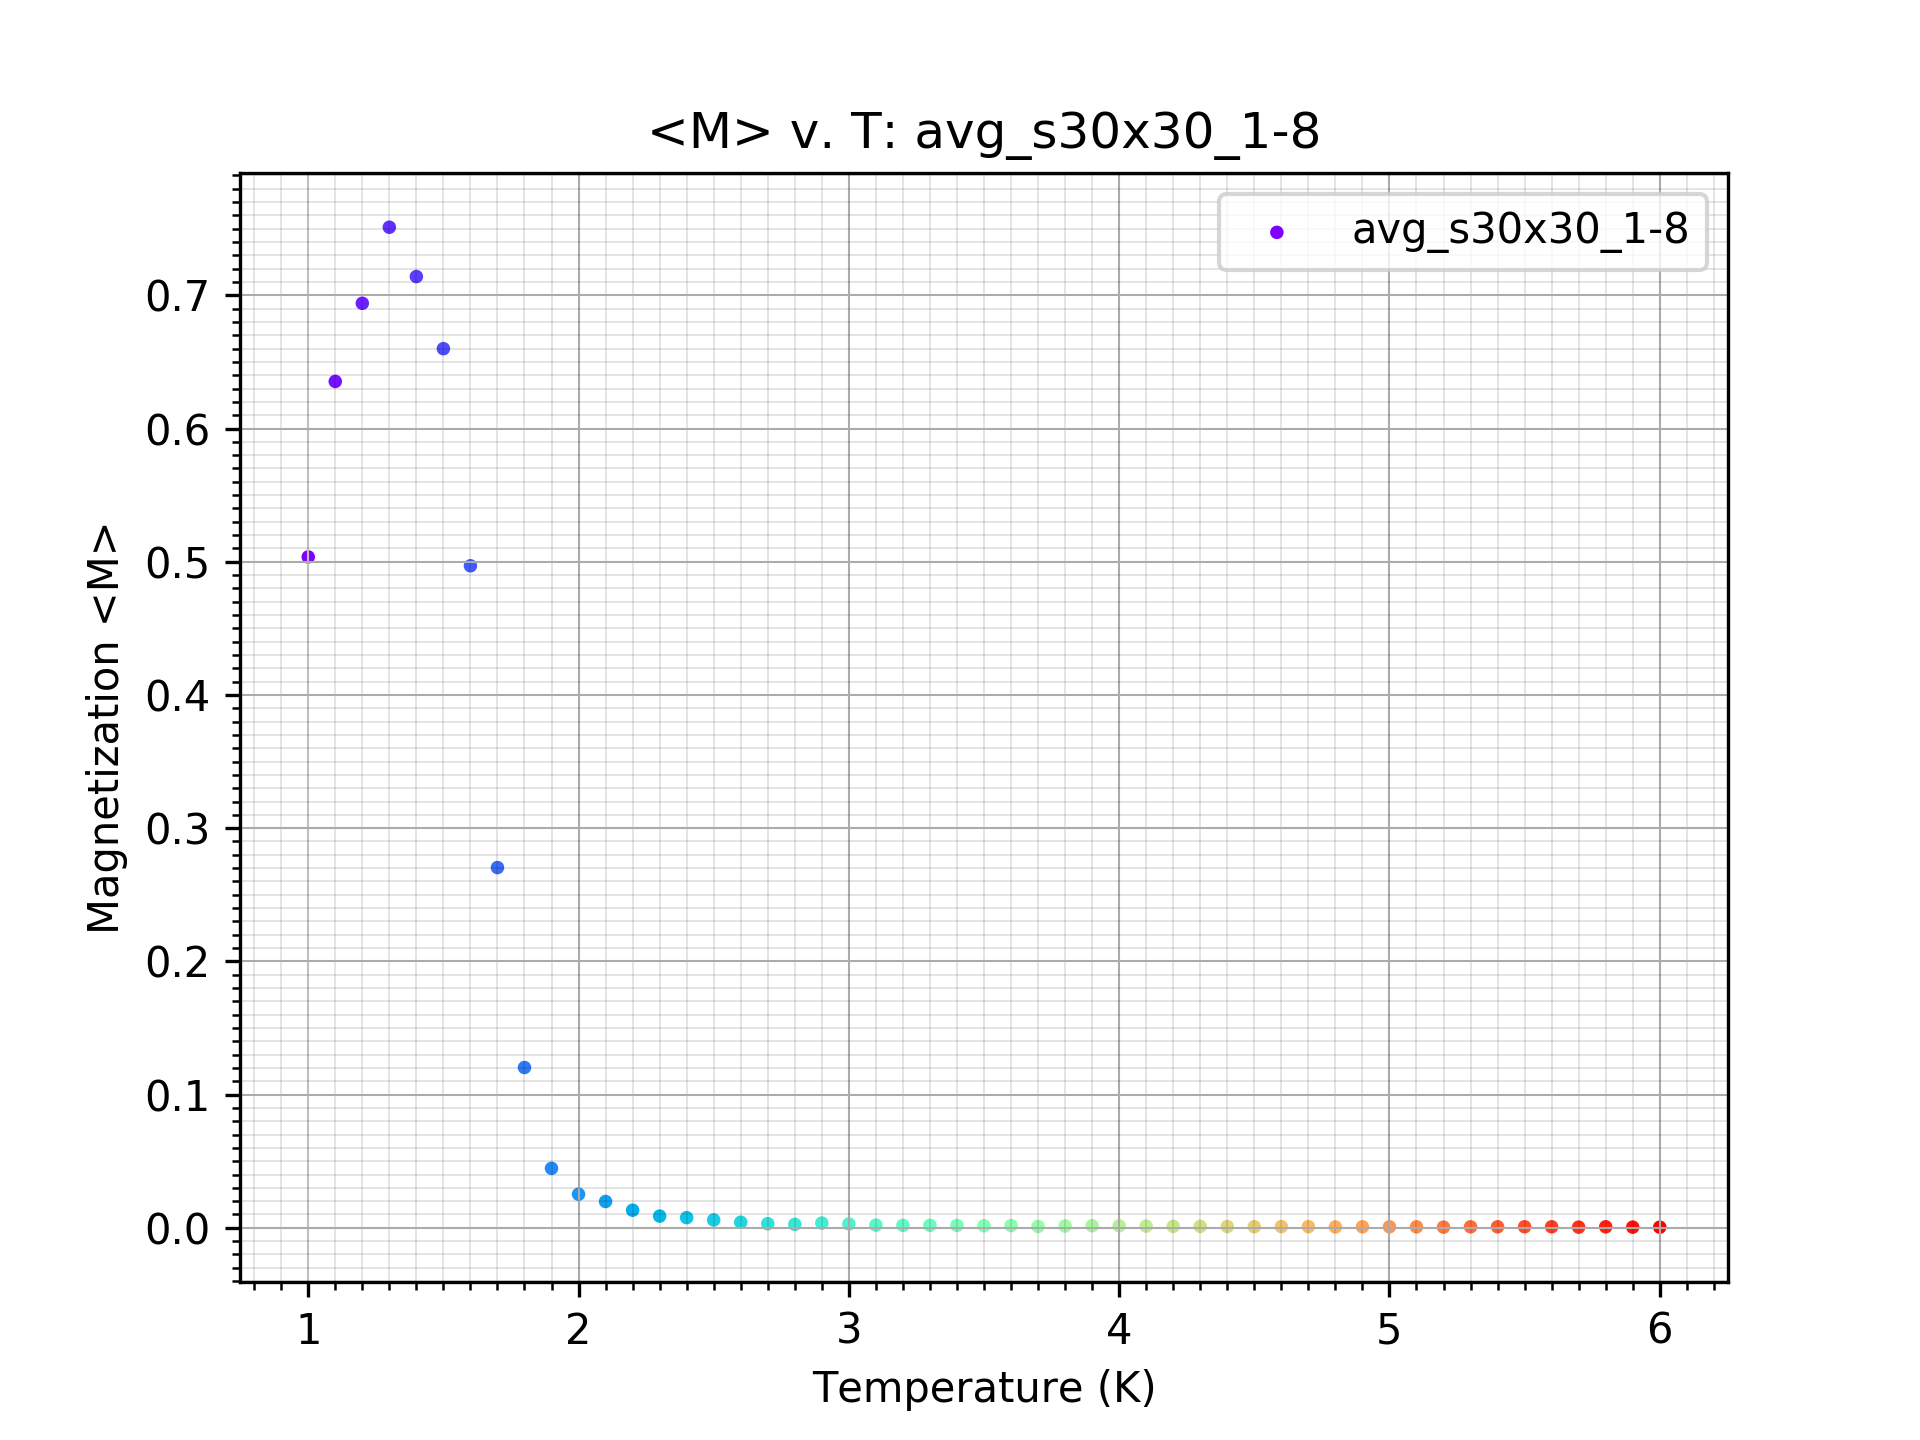 <M> v. T: avg_s30x30_1-8
avg_s30x30_1-8
0.7
0.6
0.5
0.4
0.3
0.2
0.1
0.0
Magnetization <M>
1 2 3 4 5 6
Temperature (K)